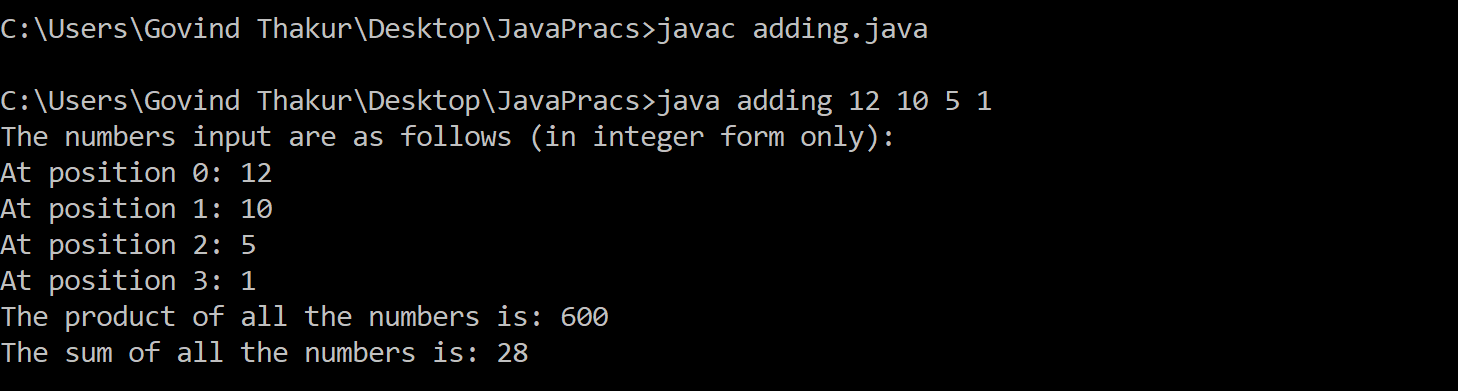 C:\Users\Govind Thakur\Desktop\JavaPracs>javac adding.java
C:\Users\Govind Thakur\Desktop\JavaPracs>java adding 12 10 5 1
The numbers input are as follows (in integer form only):
At position 0: 12
At position 1: 10
At position 2: 5
At position 3: 1
The product of all the numbers is: 600
The sum of all the numbers is: 28